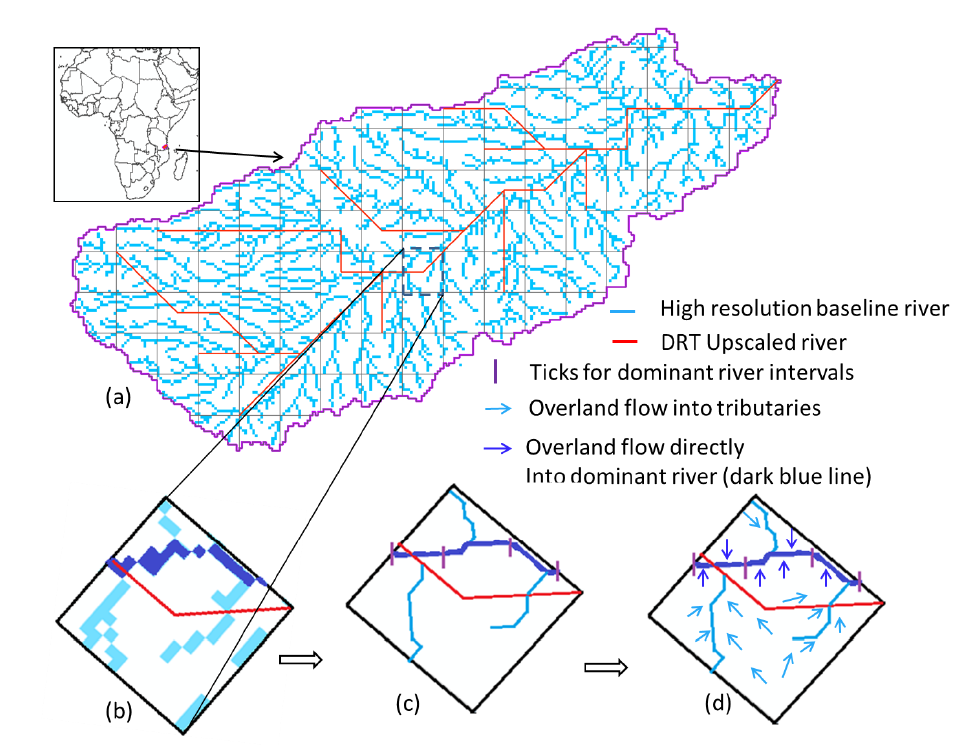 High resolution baseline river
DRT Upscaled river
(a)
Ticks for dominant river intervals
Overland flow into tributaries
Overland flow directly
Into dominant river (dark blue line)
(b)
(c)
(d)